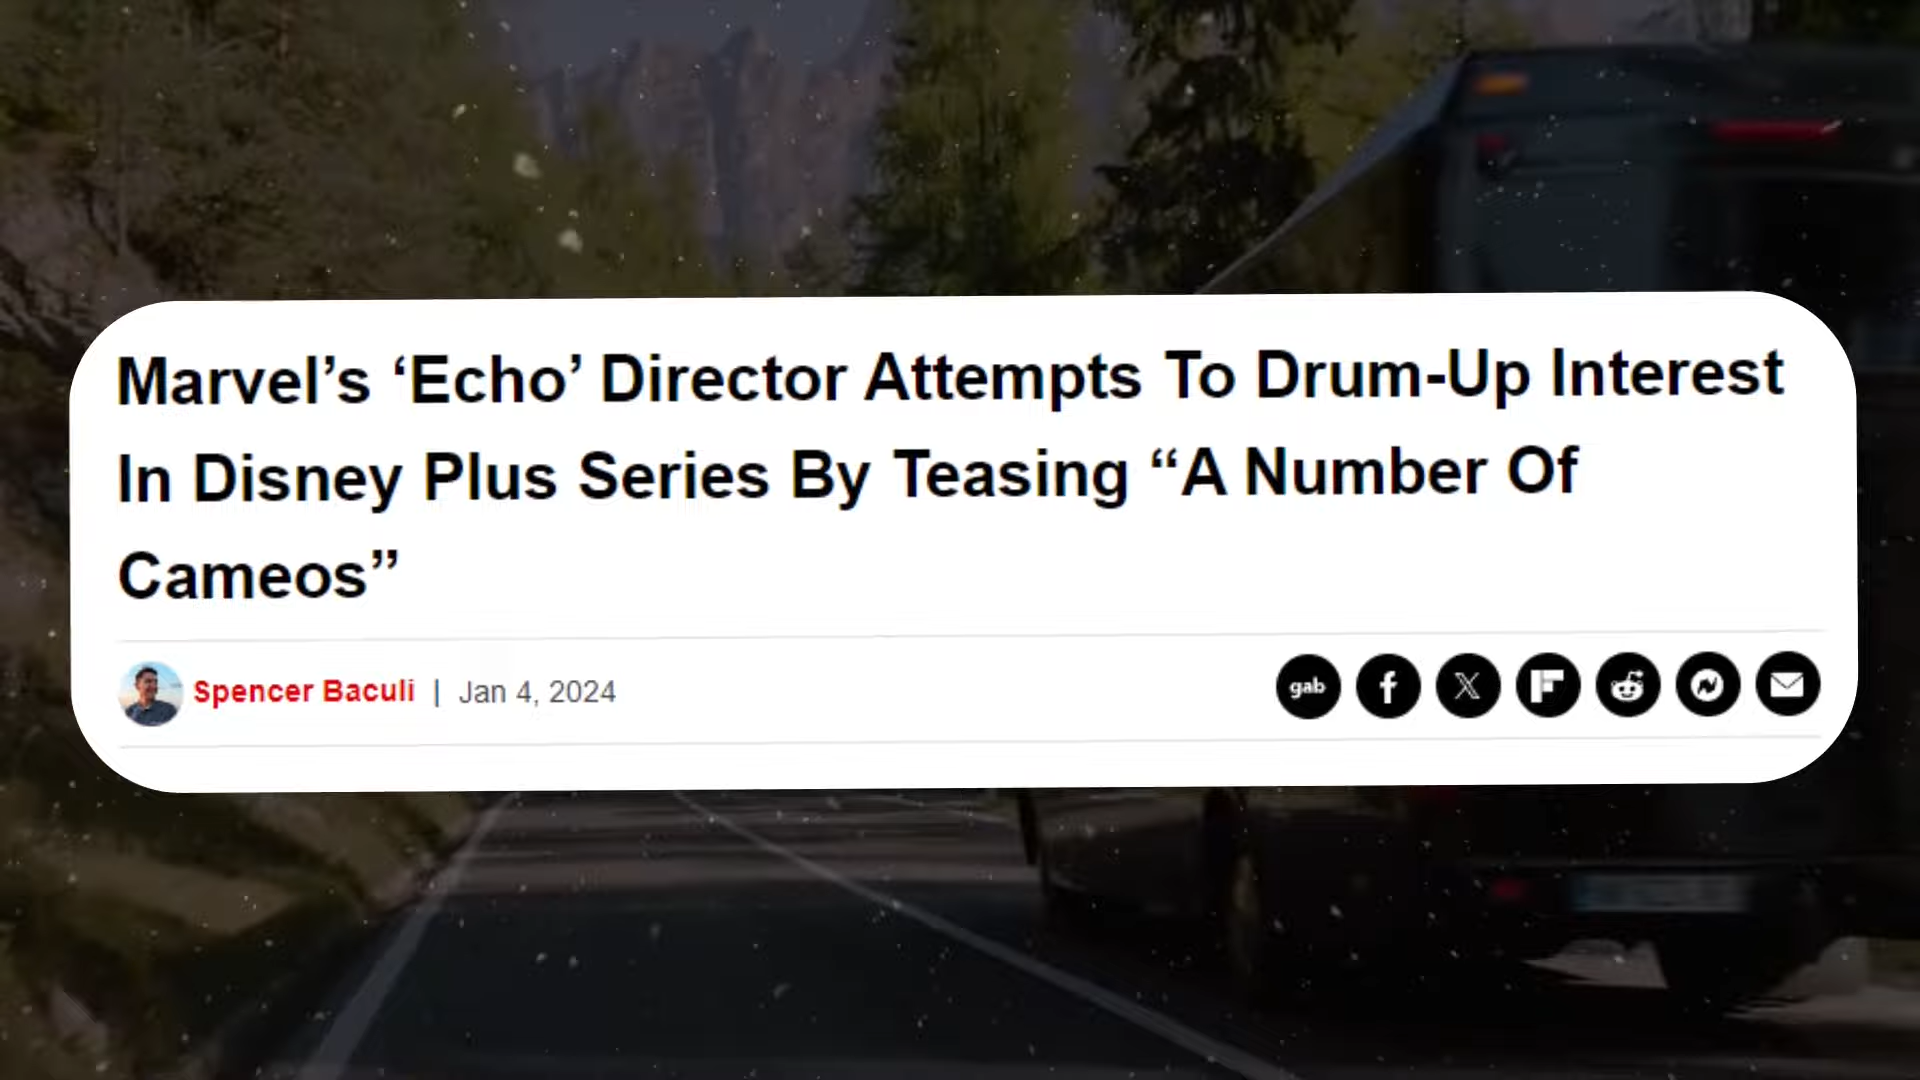 Marvel’s ‘Echo’ Director Attempts To Drum-Up Interest
In Disney Plus Series By Teasing “A Number Of
Cameos”
Spencer Baculi | Jan 4, 2024
gab